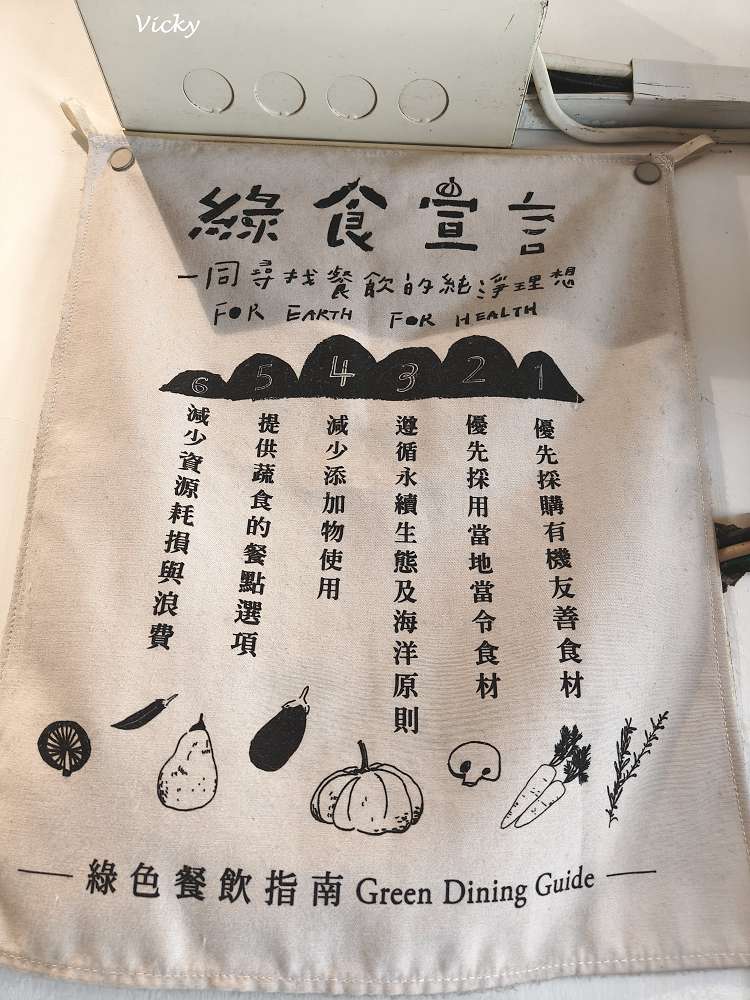 Vicky
綠食宣言
一同尋找餐飲的純淨理想
FOR EARTH FOR HEALTH
1
優先採購有機友善食材
2
優先採用當地當令食材
3
遵循永續生態及海洋原則
4
減少添加物使用
5
提供蔬食的餐點選項
6
減少資源耗損與浪費
綠色餐飲指南 Green Dining Guide